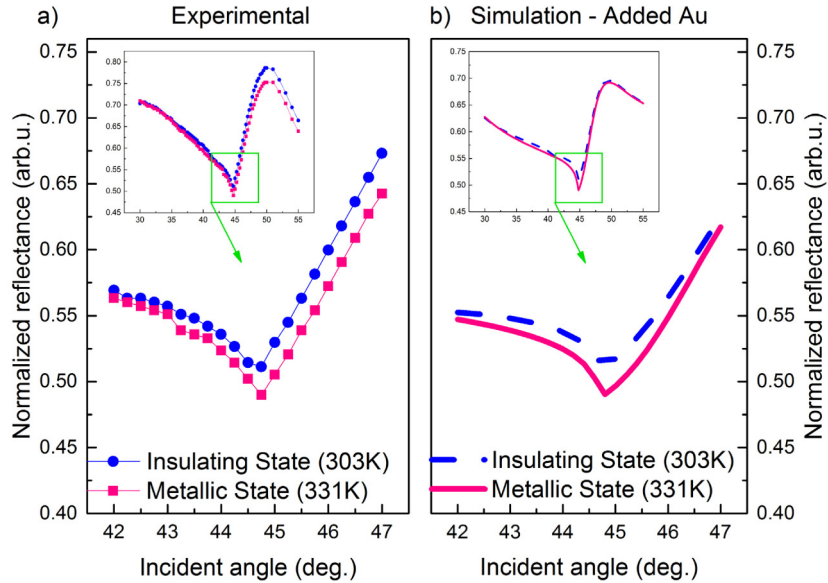 a) Experimental
b) Simulation - Added Au
0.75
0.70
0.65
0.60
0.55
0.50
0.45
0.40
Normalized reflectance (arb.u.)
0.80
0.75
0.70
0.65
0.60
0.55
0.50
0.45
30 35 40 45 50 55
Insulating State (303K)
Metallic State (331K)
42 43 44 45 46 47
Incident angle (deg.)
0.75
0.70
0.65
0.60
0.55
0.50
0.45
30 35 40 45 50 55
Insulating State (303K)
Metallic State (331K)
42 43 44 45 46 47
Incident angle (deg.)
0.75
0.70
0.65
0.60
0.55
0.50
0.45
0.40
Normalized reflectance (arb.u.)